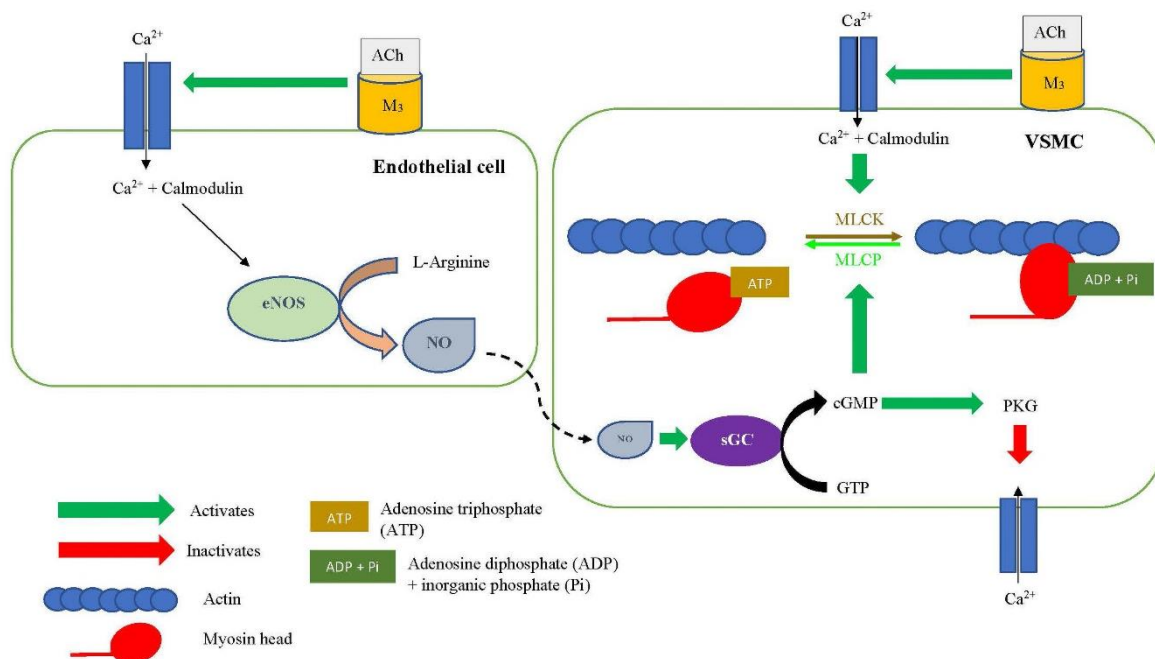 Ca²⁺
ACh
M₃
Endothelial cell
Ca²⁺ + Calmodulin
L-Arginine
eNOS
NO
Ca²⁺
ACh
M₃
Ca²⁺ + Calmodulin
VSMC
MLCK
MLCP
ATP
ADP + Pi
cGMP
PKG
NO
sGC
GTP
Ca²⁺
Activates
Inactivates
Actin
Myosin head
ATP
Adenosine triphosphate
(ATP)
ADP + Pi
Adenosine diphosphate (ADP)
+ inorganic phosphate (Pi)